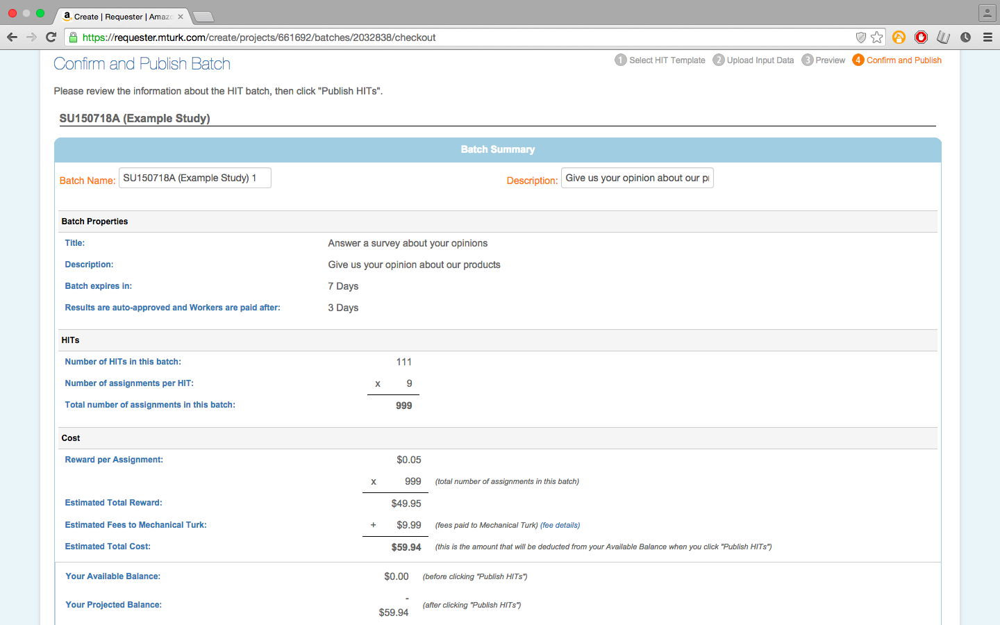 Create | Requester | Amaz
https://requester.mturk.com/create/projects/661692/batches/2032838/checkout
Confirm and Publish Batch
1 Select HIT Template 2 Upload Input Data 3 Preview 4 Confirm and Publish
Please review the information about the HIT batch, then click "Publish HITs".
SU150718A (Example Study)
Batch Summary
Batch Name: SU150718A (Example Study) 1 Description: Give us your opinion about our p
Batch Properties
Title: Answer a survey about your opinions
Description: Give us your opinion about our products
Batch expires in: 7 Days
Results are auto-approved and Workers are paid after: 3 Days
HITs
Number of HITs in this batch: 111
Number of assignments per HIT: x 9
Total number of assignments in this batch: 999
Cost
Reward per Assignment: $0.05
x 999 (total number of assignments in this batch)
Estimated Total Reward: $49.95
Estimated Fees to Mechanical Turk: + $9.99 (fees paid to Mechanical Turk) (fee details)
Estimated Total Cost: $59.94 (this is the amount that will be deducted from your Available Balance when you click "Publish HITs")
Your Available Balance: $0.00 (before clicking "Publish HITs")
Your Projected Balance: -
$59.94 (after clicking "Publish HITs")